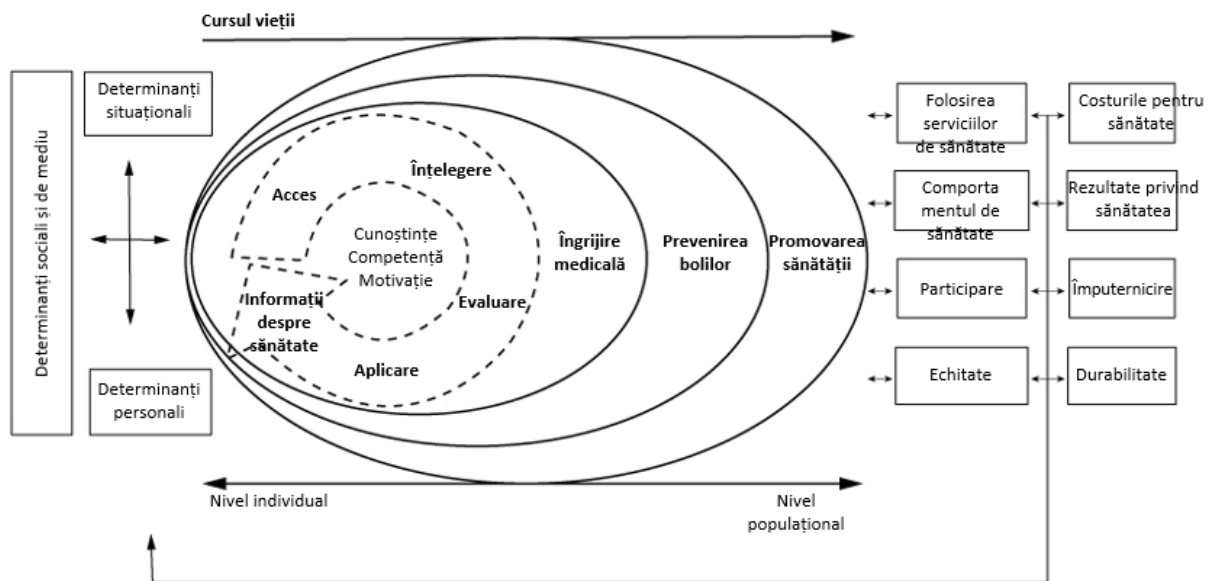 Cursul vieții
Determinanți sociali și de mediu
Determinanți
situaționali
Determinanți
personali
Acces
Înțelegere
Cunoștințe
Competență
Motivație
Informații
despre
sănătate
Evaluare
Aplicare
Îngrijire
medicală
Prevenirea
bolilor
Promovarea
sănătății
Folosirea
serviciilor
de sănătate
Costurile pentru
sănătate
Comporta
mentul de
sănătate
Rezultate privind
sănătatea
Participare
Împuternicire
Echitate
Durabilitate
Nivel individual
Nivel
populațional